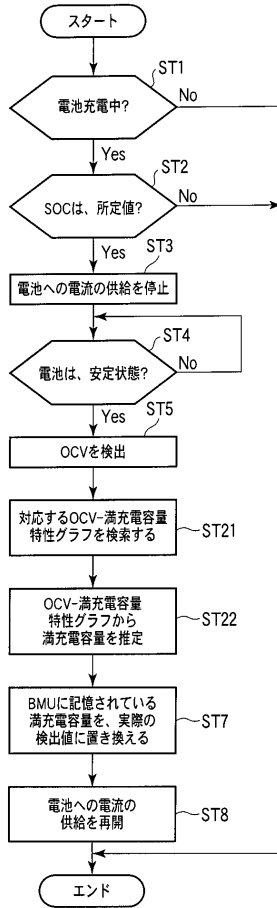 スタート
ST1
電池充電中?
No
Yes
ST2
SOCは、所定値?
No
Yes
ST3
電池への電流の供給を停止
ST4
電池は、安定状態?
No
Yes
ST5
OCVを検出
対応するOCV-満充電容量
特性グラフを検索する
ST21
OCV-満充電容量
特性グラフから
満充電容量を推定
ST22
BMUに記憶されている
満充電容量を、実際の
検出値に置き換える
ST7
電池への電流の
供給を再開
ST8
エンド